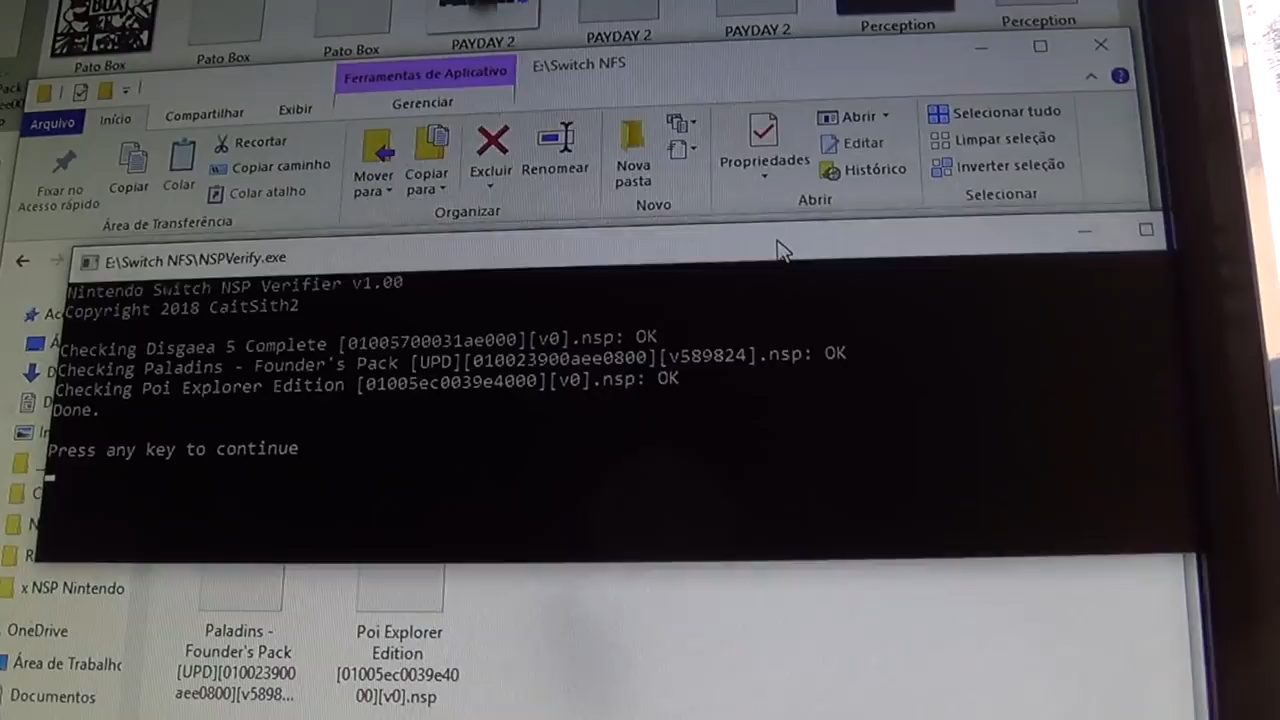 Pato Box
Pato Box
Pato Box
PAYDAY 2
PAYDAY 2
PAYDAY 2
Perception
Perception
Ferramentas de Aplicativo
E:\Switch NFS
Arquivo
Início
Compartilhar
Exibir
Gerenciar
Fixar no
Acesso rápido
Copiar
Colar
Recortar
Copiar caminho
Colar atalho
Área de Transferência
Mover
para
Copiar
para
Excluir
Renomear
Organizar
Nova
pasta
Novo
Propriedades
Abrir
Editar
Histórico
Abrir
Selecionar tudo
Limpar seleção
Inverter seleção
Selecionar
E:\Switch NFS\NSPVerify.exe
Nintendo Switch NSP Verifier v1.00
Copyright 2018 CaitSith2
Checking Disgaea 5 Complete [01005700031ae000][v0].nsp: OK
Checking Paladins - Founder's Pack [UPD][010023900aee0800][v589824].nsp: OK
Checking Poi Explorer Edition [01005ec0039e4000][v0].nsp: OK
Done.
Press any key to continue
x NSP Nintendo
OneDrive
Área de Trabalho
Documentos
Paladins -
Founder's Pack
[UPD][010023900
aee0800][v5898...
Poi Explorer
Edition
[01005ec0039e40
00][v0].nsp